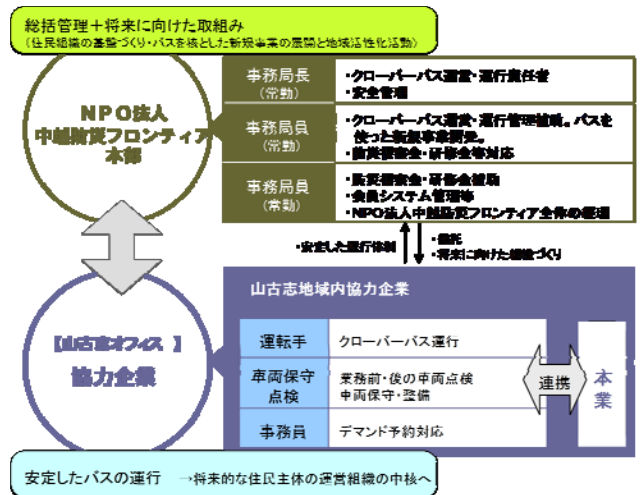 総括管理＋将来に向けた取組み
（住民組織の基盤づくり・バスを核とした新規事業の展開と地域活性化活動）
NPO法人
中越防災フロンティア
本部
事務局長
（常勤）
・クローバーバス運営・運行責任者
・安全管理
事務局員
（常勤）
・クローバーバス運営・運行管理補助。バスを
使った新規事業開発。
・防災講習会・研修会等対応
事務局員
（常勤）
・防災講習会・研修会補助
・会員システム管理等
・NPO法人中越防災フロンティア全体の経理
・安定した運行体制
・委託
・将来に向けた組織づくり
【山古志オフィス 】
協力企業
山古志地域内協力企業
運転手
クローバーバス運行
車両保守
点検
業務前・後の車両点検
車両保守・整備
事務員
デマンド予約対応
連携
本業
安定したバスの運行 →将来的な住民主体の運営組織の中核へ